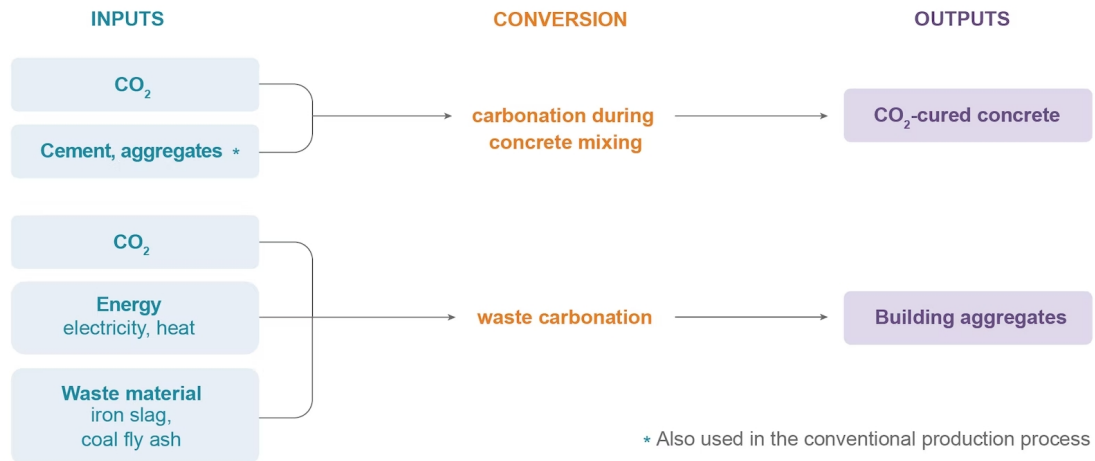 INPUTS
CONVERSION
OUTPUTS
CO₂
Cement, aggregates *
carbonation during
concrete mixing
CO₂-cured concrete
CO₂
Energy
electricity, heat
Waste material
iron slag,
coal fly ash
waste carbonation
Building aggregates
* Also used in the conventional production process